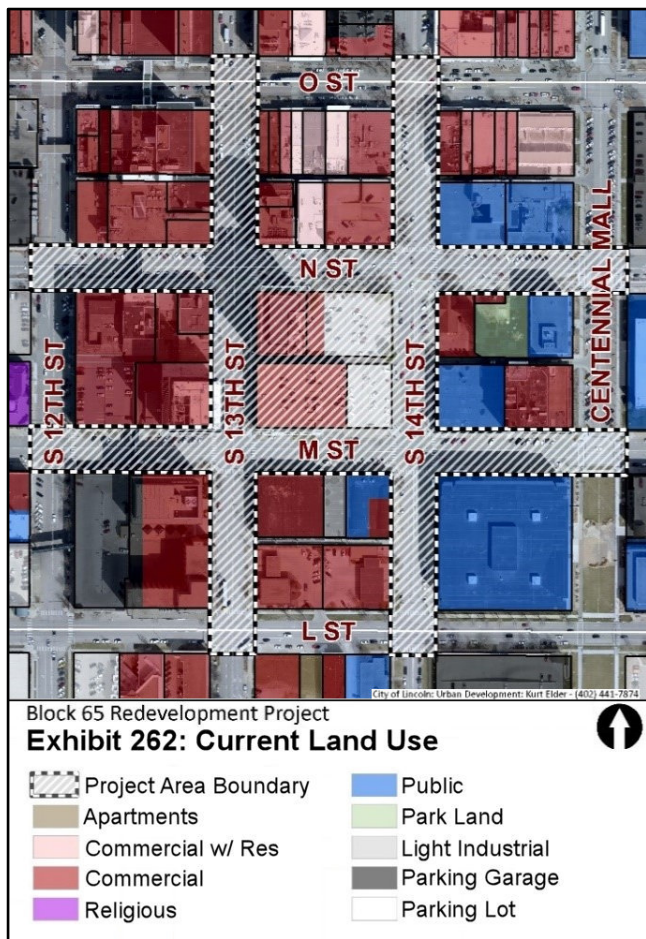 O ST
CENTENNIAL MALL
N ST
S 12TH ST
S 13TH ST
S 14TH ST
M ST
L ST
City of Lincoln: Urban Development: Kurt Elder - (402) 441-7874
Block 65 Redevelopment Project
Exhibit 262: Current Land Use
Project Area Boundary
Apartments
Commercial w/ Res
Commercial
Religious
Public
Park Land
Light Industrial
Parking Garage
Parking Lot